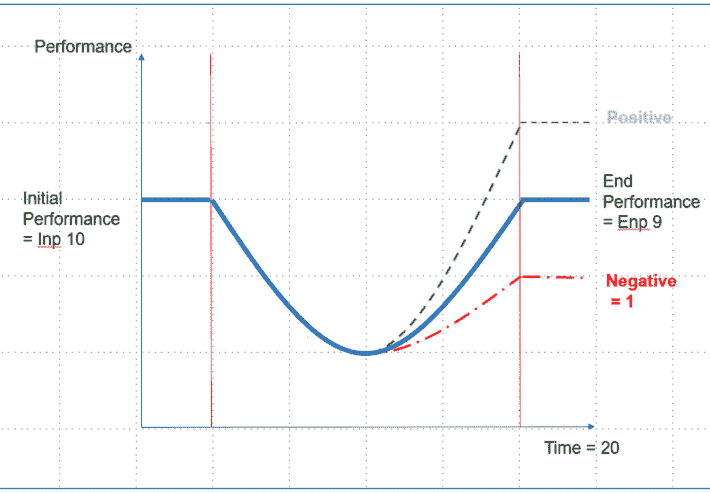 Performance
Positive
Initial
Performance
= Inp 10
End
Performance
= Enp 9
Negative
= 1
Time = 20